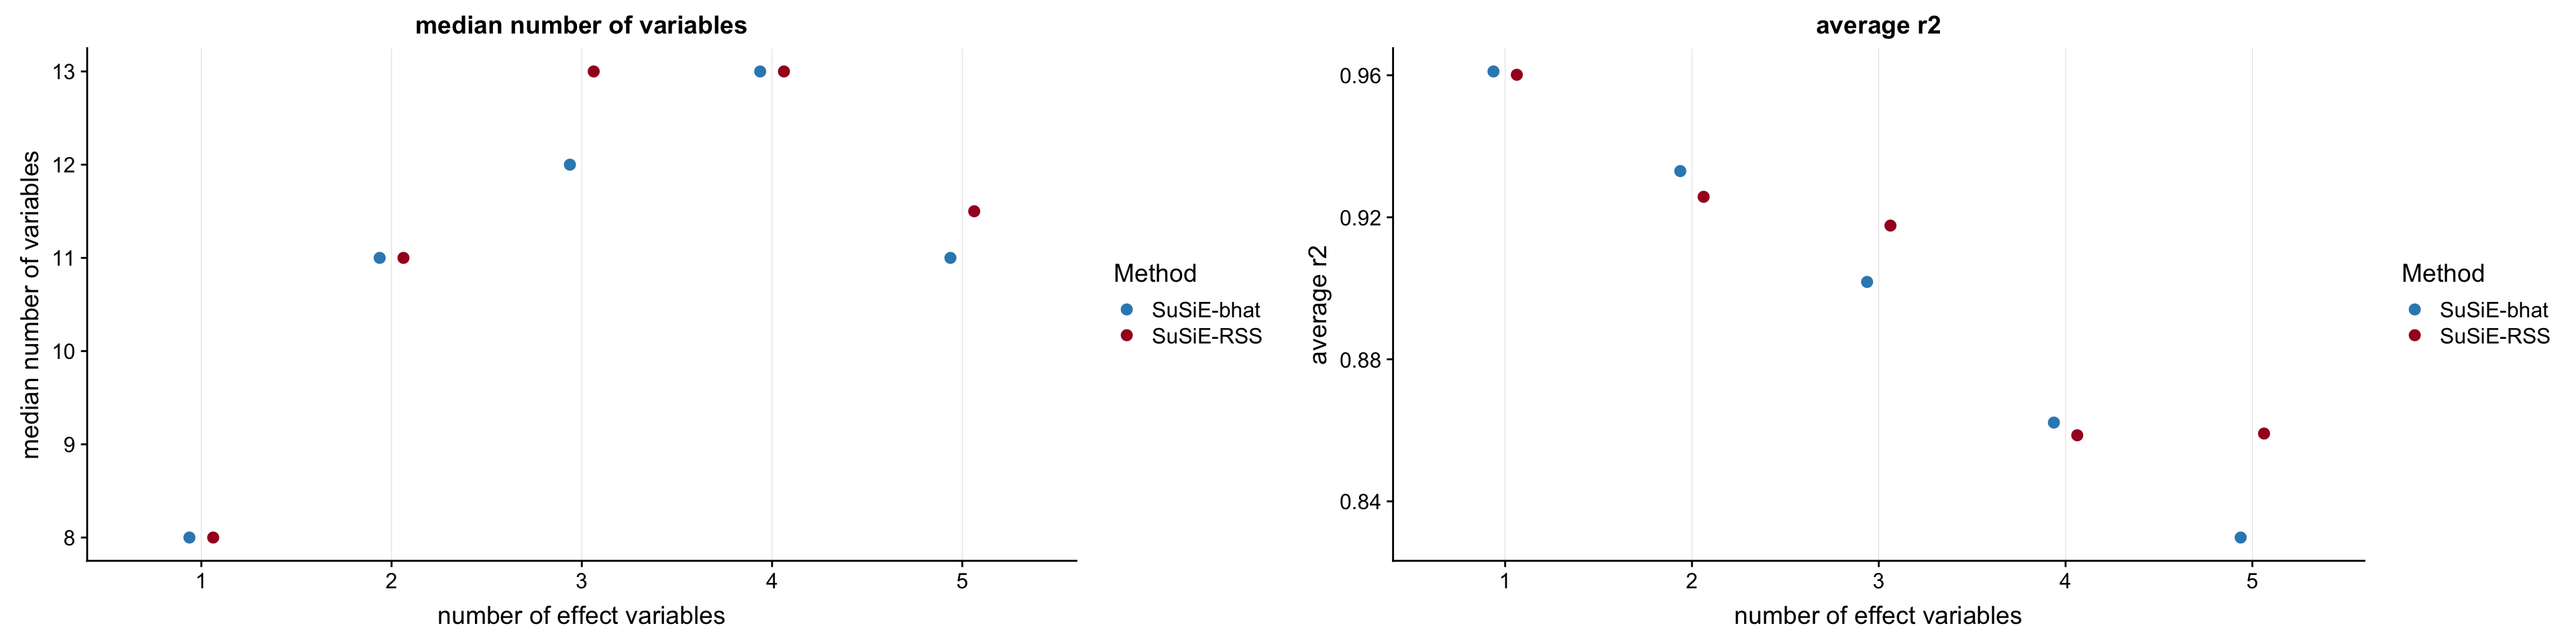 median number of variables
median number of variables
13
12
11
10
9
8
1 2 3 4 5
number of effect variables
Method
SuSiE-bhat
SuSiE-RSS
average r2
average r2
0.96
0.92
0.88
0.84
1 2 3 4 5
number of effect variables
Method
SuSiE-bhat
SuSiE-RSS